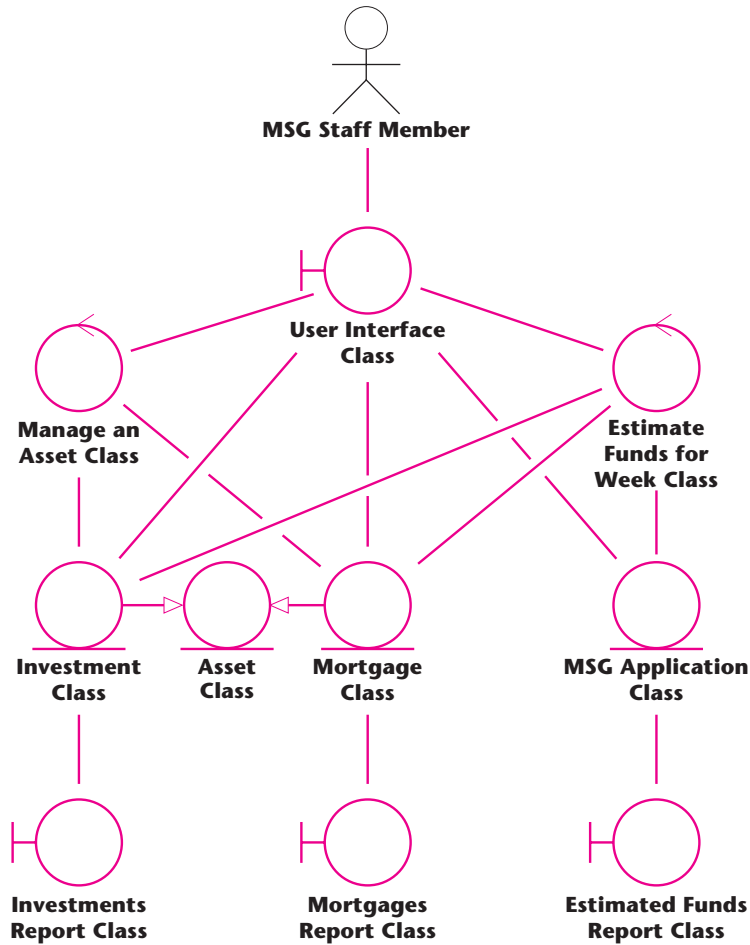 MSG Staff Member
User Interface
Class
Manage an
Asset Class
Estimate
Funds for
Week Class
Investment
Class
Asset
Class
Mortgage
Class
MSG Application
Class
Investments
Report Class
Mortgages
Report Class
Estimated Funds
Report Class